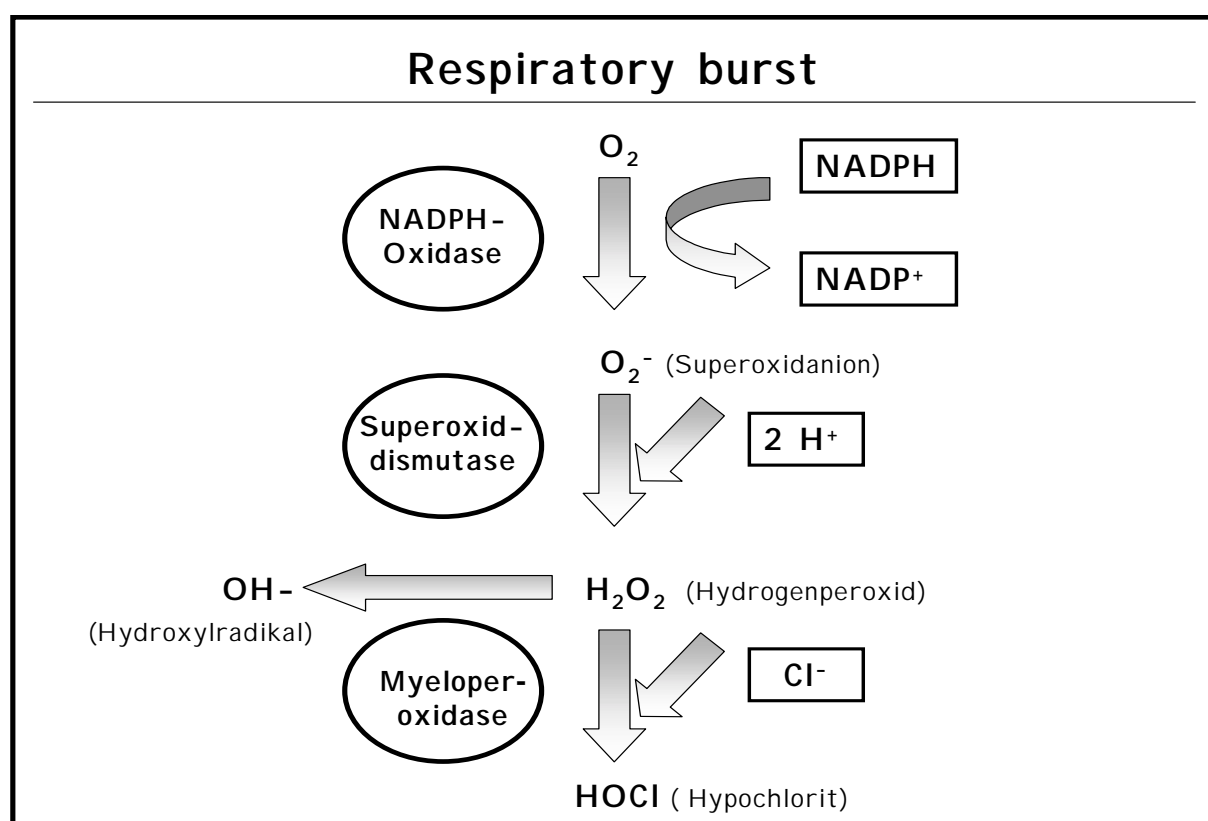 Respiratory burst
O₂
NADPH
NADPH-
Oxidase
NADP⁺
O₂⁻ (Superoxidanion)
Superoxid-
dismutase
2 H⁺
OH-
(Hydroxylradikal)
H₂O₂ (Hydrogenperoxid)
Myeloper-
oxidase
Cl⁻
HOCl ( Hypochlorit)